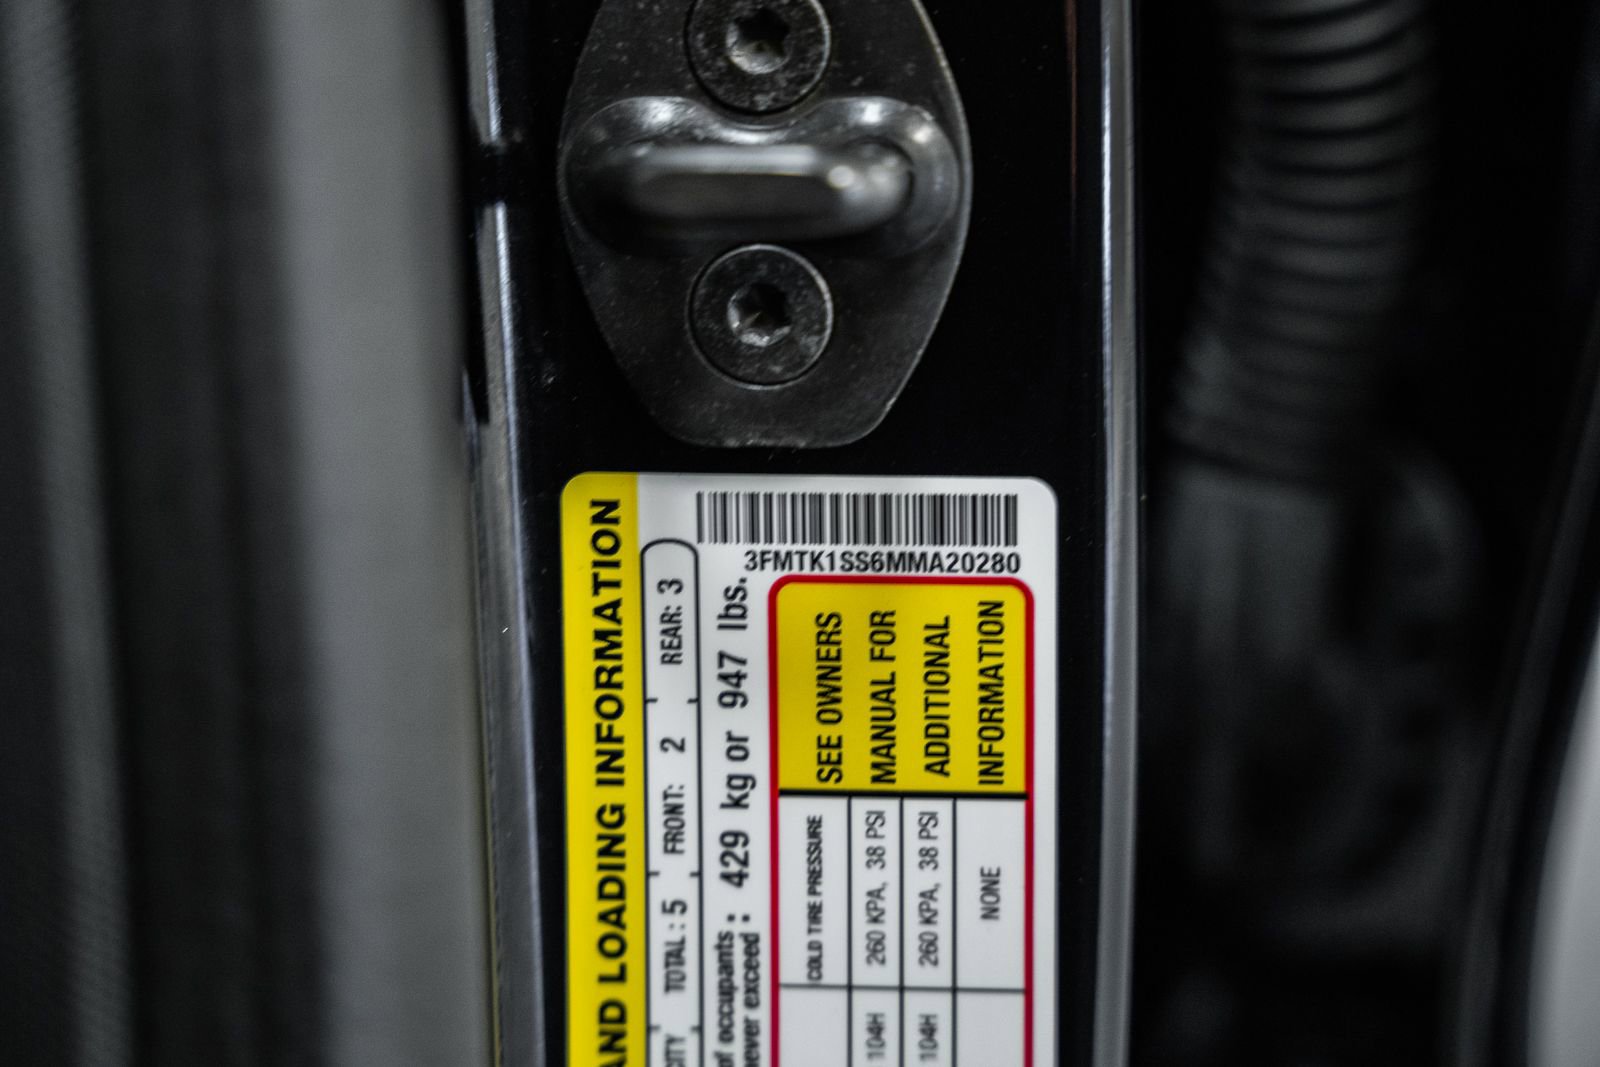 3FMTK1SS6MMA20280
AND LOADING INFORMATION
TOTAL : 5 FRONT: 2 REAR: 3
of occupants : 429 kg or 947 lbs.
never exceed
COLD TIRE PRESSURE
104H 260 KPA, 38 PSI
104H 260 KPA, 38 PSI
NONE
SEE OWNERS
MANUAL FOR
ADDITIONAL
INFORMATION